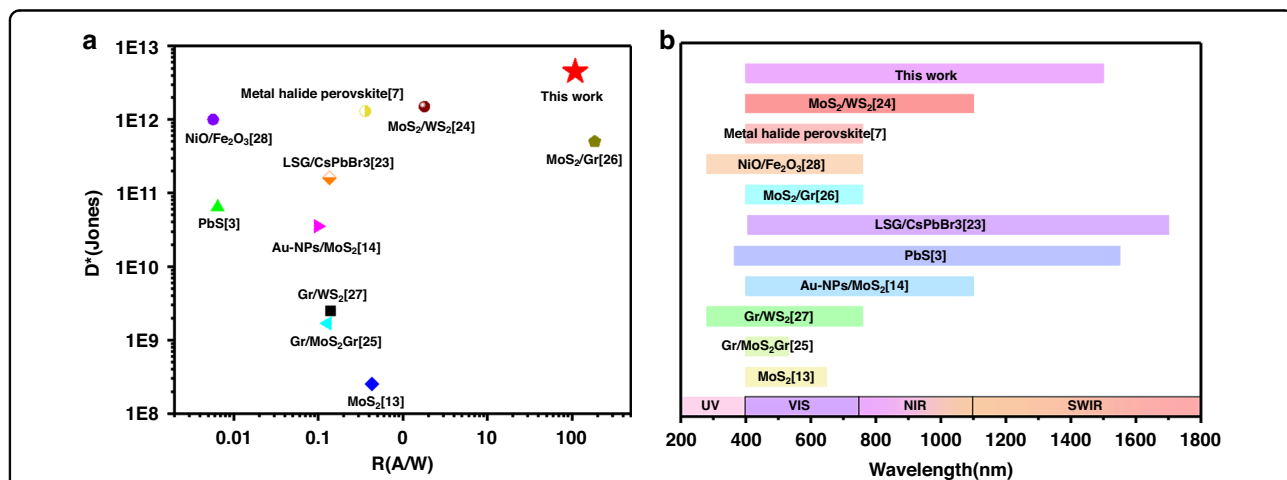 a
1E13
1E12
1E11
1E10
1E9
1E8
D*(Jones)
Metal halide perovskite[7]
This work
MoS₂/WS₂[24]
NiO/Fe₂O₃[28]
MoS₂/Gr[26]
LSG/CsPbBr3[23]
PbS[3]
Au-NPs/MoS₂[14]
Gr/WS₂[27]
Gr/MoS₂Gr[25]
MoS₂[13]
0.01 0.1 0 10 100
R(A/W)
b
This work
MoS₂/WS₂[24]
Metal halide perovskite[7]
NiO/Fe₂O₃[28]
MoS₂/Gr[26]
LSG/CsPbBr3[23]
PbS[3]
Au-NPs/MoS₂[14]
Gr/WS₂[27]
Gr/MoS₂Gr[25]
MoS₂[13]
UV VIS NIR SWIR
200 400 600 800 1000 1200 1400 1600 1800
Wavelength(nm)